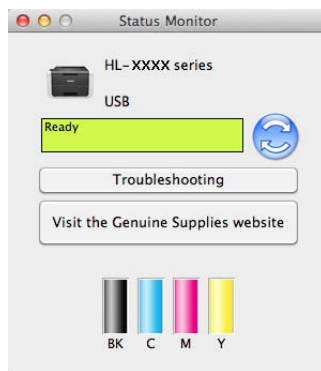 Status Monitor
HL-XXXX series
USB
Ready
Troubleshooting
Visit the Genuine Supplies website
BK C M Y